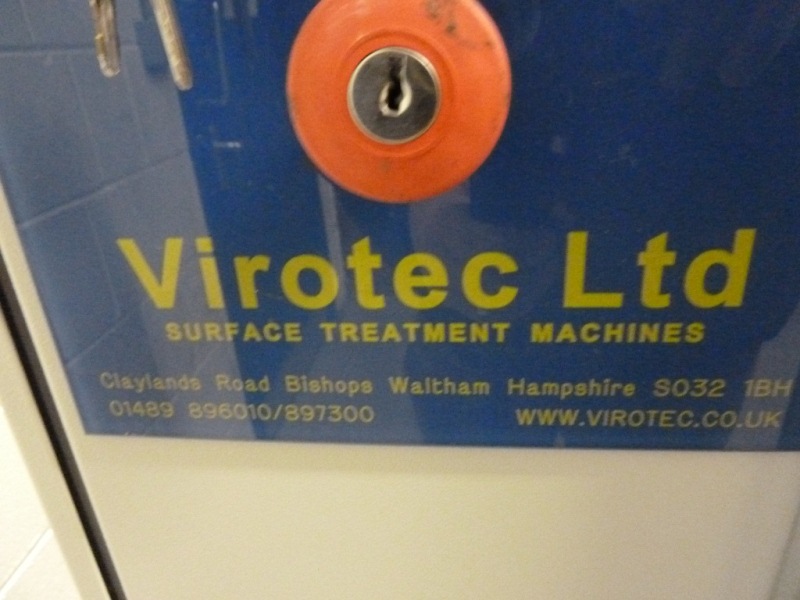 Virotec Ltd
SURFACE TREATMENT MACHINES
Claylands Road Bishops Waltham Hampshire SO32 1BH
01489 896010/897300 WWW.VIROTEC.CO.UK